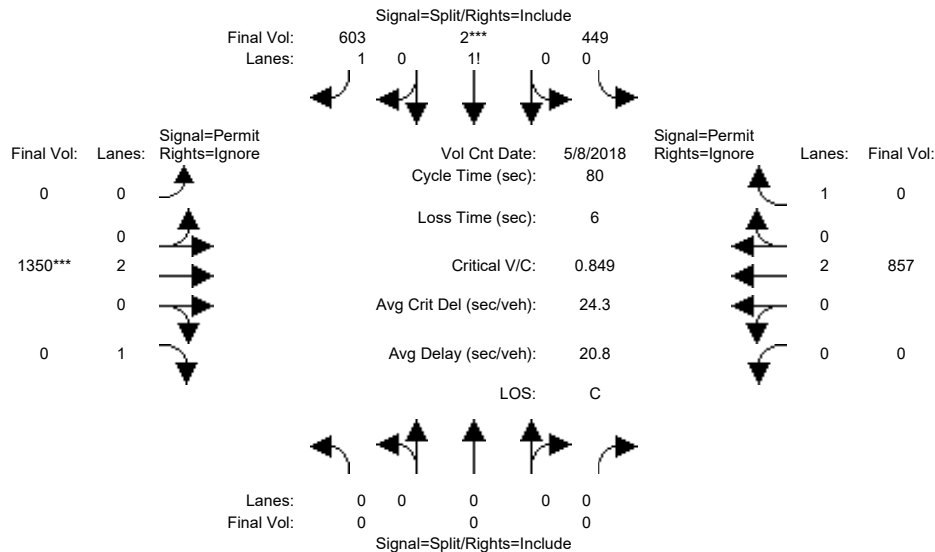 Signal=Split/Rights=Include
Final Vol: 603 2*** 449
Lanes: 1 0 1! 0 0
Signal=Permit Signal=Permit
Final Vol: Lanes: Rights=Ignore Vol Cnt Date: 5/8/2018 Rights=Ignore Lanes: Final Vol:
Cycle Time (sec): 80
0 0 1 0
Loss Time (sec): 6
0 0
1350*** 2 Critical V/C: 0.849 2 857
0 Avg Crit Del (sec/veh): 24.3 0
0 1 Avg Delay (sec/veh): 20.8 0 0
LOS: C
Lanes: 0 0 0 0 0
Final Vol: 0 0 0
Signal=Split/Rights=Include